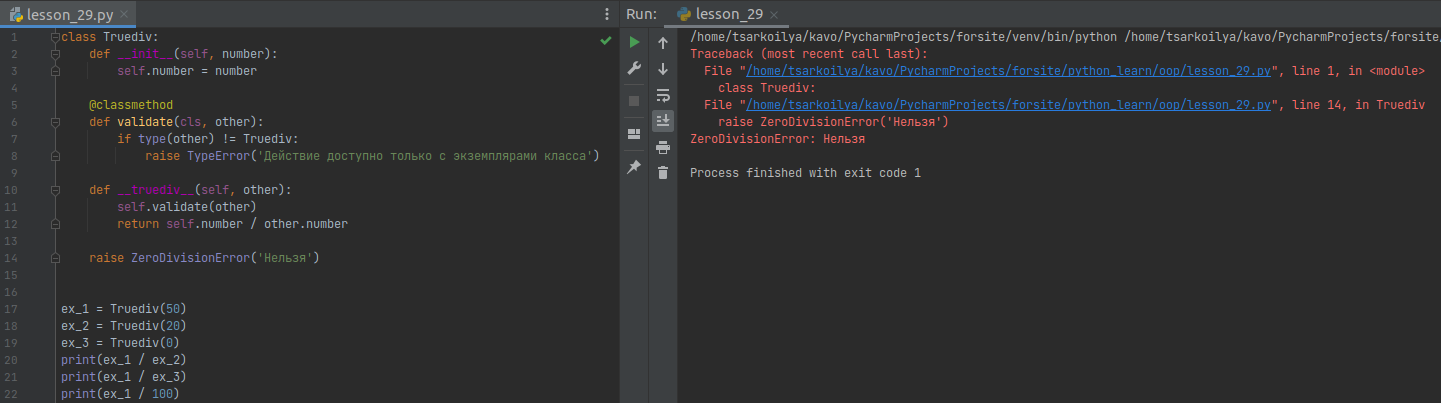 lesson_29.py
1 class Truediv:
2     def __init__(self, number):
3         self.number = number
4
5     @classmethod
6     def validate(cls, other):
7         if type(other) != Truediv:
8             raise TypeError('Действие доступно только с экземплярами класса')
9
10     def __truediv__(self, other):
11         self.validate(other)
12         return self.number / other.number
13
14     raise ZeroDivisionError('Нельзя')
15
16
17 ex_1 = Truediv(50)
18 ex_2 = Truediv(20)
19 ex_3 = Truediv(0)
20 print(ex_1 / ex_2)
21 print(ex_1 / ex_3)
22 print(ex_1 / 100)
Run: lesson_29
/home/tsarkoilya/kavo/PycharmProjects/forsite/venv/bin/python /home/tsarkoilya/kavo/PycharmProjects/forsite/
Traceback (most recent call last):
  File "/home/tsarkoilya/kavo/PycharmProjects/forsite/python_learn/oop/lesson_29.py", line 1, in <module>
    class Truediv:
  File "/home/tsarkoilya/kavo/PycharmProjects/forsite/python_learn/oop/lesson_29.py", line 14, in Truediv
    raise ZeroDivisionError('Нельзя')
ZeroDivisionError: Нельзя
Process finished with exit code 1